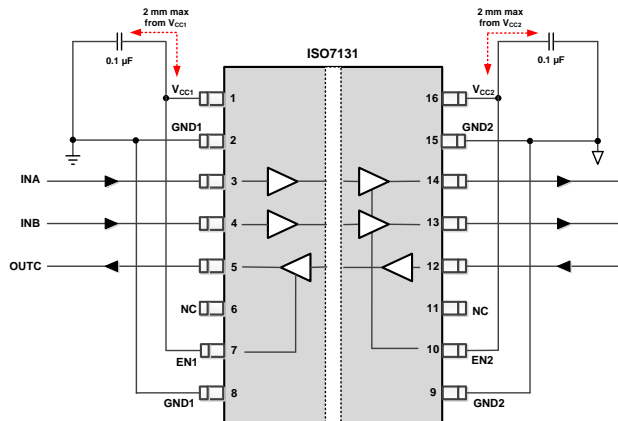 2 mm max
from VCC1
0.1 µF
2 mm max
from VCC2
0.1 µF
ISO7131
VCC1
1
16
VCC2
GND1
2
15
GND2
INA
3
14
INB
4
13
OUTC
5
12
NC
6
11
NC
EN1
7
10
EN2
GND1
8
9
GND2